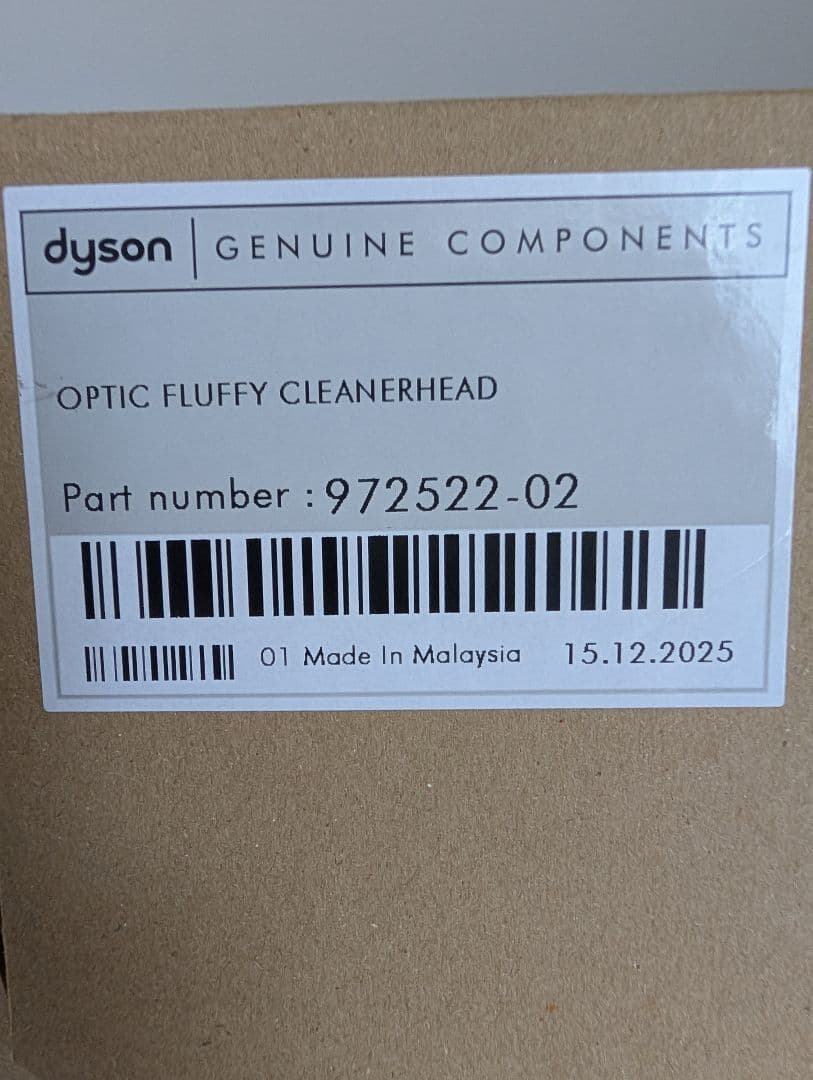 dyson | GENUINE COMPONENTS
OPTIC FLUFFY CLEANERHEAD
Part number : 972522-02
01 Made In Malaysia 15.12.2025